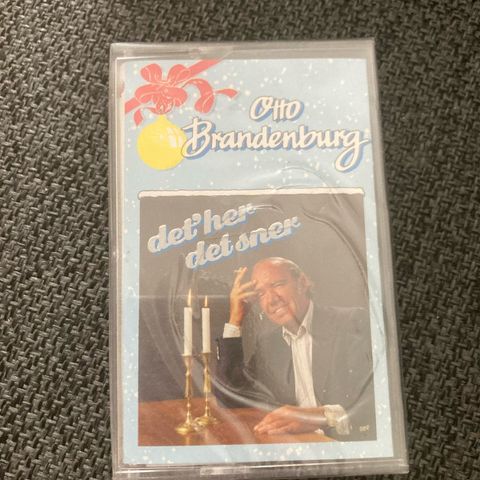 Otto
Brandenburg
det'her
det sner